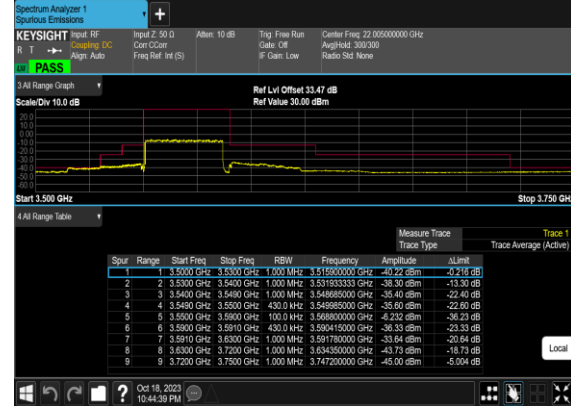 Spectrum Analyzer 1
Spurious Emissions
+
KEYSIGHT
R T
LNI PASS
Input: RF
Coupling: DC
Align: Auto
Input Z: 50 Ω
Corr CCorr
Freq Ref: Int (S)
Atten: 10 dB
Trig: Free Run
Gate: Off
IF Gain: Low
Center Freq: 22.005000000 GHz
Avg|Hold: 300/300
Radio Std: None
3 All Range Graph
Scale/Div 10.0 dB
Ref Lvl Offset 33.47 dB
Ref Value 30.00 dBm
20.0
10.0
0.00
-10.0
-20.0
-30.0
-40.0
-50.0
-60.0
Start 3.500 GHz
Stop 3.750 GH
4 All Range Table
Measure Trace Trace 1
Trace Type Trace Average (Active)
Spur Range Start Freq Stop Freq RBW Frequency Amplitude ΔLimit
1 1 3.5000 GHz 3.5300 GHz 1.000 MHz 3.515900000 GHz -40.22 dBm -0.216 dB
2 2 3.5300 GHz 3.5400 GHz 1.000 MHz 3.531933333 GHz -38.30 dBm -13.30 dB
3 3 3.5400 GHz 3.5490 GHz 1.000 MHz 3.548685000 GHz -35.40 dBm -22.40 dB
4 4 3.5490 GHz 3.5500 GHz 430.0 kHz 3.549985000 GHz -35.60 dBm -22.60 dB
5 5 3.5500 GHz 3.5900 GHz 100.0 kHz 3.568800000 GHz -6.232 dBm -36.23 dB
6 6 3.5900 GHz 3.5910 GHz 430.0 kHz 3.590415000 GHz -36.33 dBm -23.33 dB
7 7 3.5910 GHz 3.6300 GHz 1.000 MHz 3.591780000 GHz -33.64 dBm -20.64 dB
8 8 3.6300 GHz 3.7200 GHz 1.000 MHz 3.634350000 GHz -43.73 dBm -18.73 dB
9 9 3.7200 GHz 3.7500 GHz 1.000 MHz 3.747200000 GHz -45.00 dBm -5.004 dB
Local
?
Oct 18, 2023
10:44:39 PM